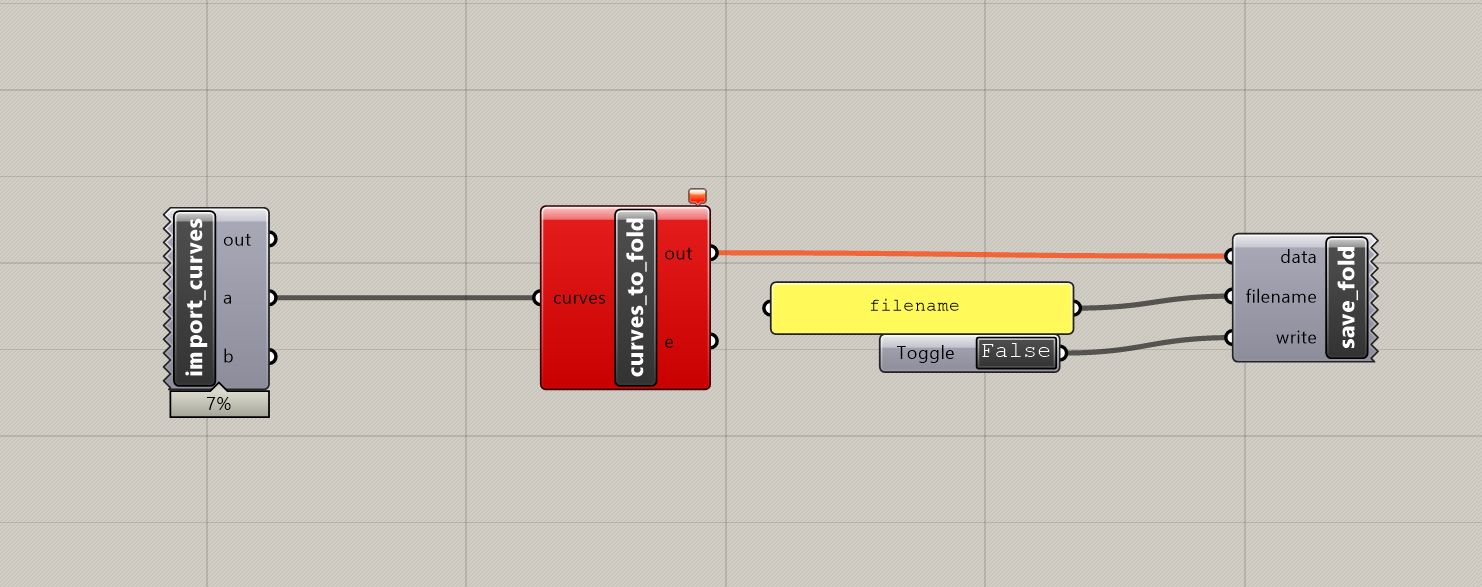 import_curves
out
a
b
7%
curves
curves_to_fold
out
e
filename
Toggle False
data
filename
write
save_fold